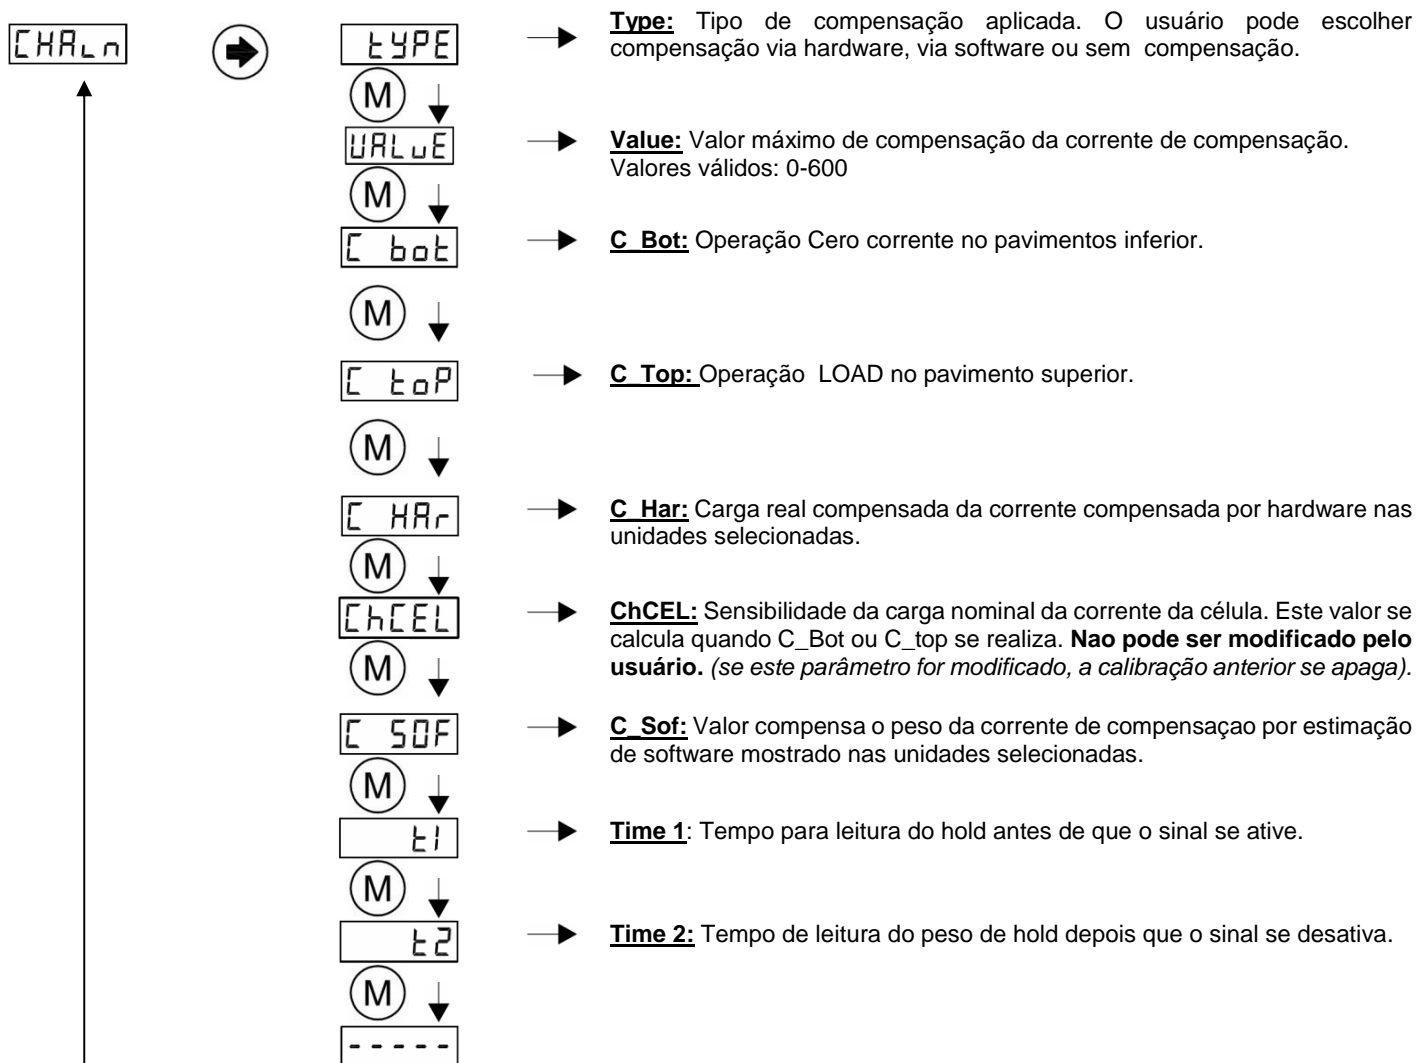 CHAin
tYPE
Type: Tipo de compensação aplicada. O usuário pode escolher
compensação via hardware, via software ou sem compensação.
M
VALuE
Value: Valor máximo de compensação da corrente de compensação.
Valores válidos: 0-600
M
C bot
C_Bot: Operação Cero corrente no pavimentos inferior.
M
C toP
C_Top: Operação LOAD no pavimento superior.
M
C HAr
C_Har: Carga real compensada da corrente compensada por hardware nas
unidades selecionadas.
M
ChCEL
ChCEL: Sensibilidade da carga nominal da corrente da célula. Este valor se
calcula quando C_Bot ou C_top se realiza. Nao pode ser modificado pelo
usuário. (se este parâmetro for modificado, a calibração anterior se apaga).
M
C SOF
C_Sof: Valor compensa o peso da corrente de compensaçao por estimação
de software mostrado nas unidades selecionadas.
M
t1
Time 1: Tempo para leitura do hold antes de que o sinal se ative.
M
t2
Time 2: Tempo de leitura do peso de hold depois que o sinal se desativa.
M
-----